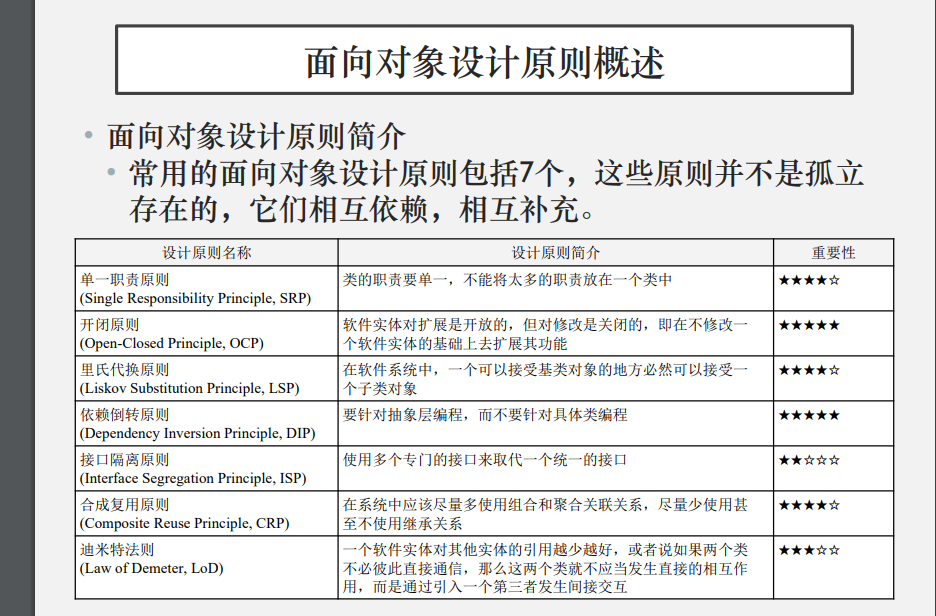 面向对象设计原则概述
• 面向对象设计原则简介
• 常用的面向对象设计原则包括7个，这些原则并不是孤立
存在的，它们相互依赖，相互补充。
设计原则名称 设计原则简介 重要性
单一职责原则
(Single Responsibility Principle, SRP)
类的职责要单一，不能将太多的职责放在一个类中
★★★★☆
开闭原则
(Open-Closed Principle, OCP)
软件实体对扩展是开放的，但对修改是关闭的，即在不修改一
个软件实体的基础上去扩展其功能
★★★★★
里氏代换原则
(Liskov Substitution Principle, LSP)
在软件系统中，一个可以接受基类对象的地方必然可以接受一
个子类对象
★★★★☆
依赖倒转原则
(Dependency Inversion Principle, DIP)
要针对抽象层编程，而不要针对具体类编程
★★★★★
接口隔离原则
(Interface Segregation Principle, ISP)
使用多个专门的接口来取代一个统一的接口
★★☆☆☆
合成复用原则
(Composite Reuse Principle, CRP)
在系统中应该尽量多使用组合和聚合关联关系，尽量少使用甚
至不使用继承关系
★★★★☆
迪米特法则
(Law of Demeter, LoD)
一个软件实体对其他实体的引用越少越好，或者说如果两个类
不必彼此直接通信，那么这两个类就不应当发生直接的相互作
用，而是通过引入一个第三者发生间接交互
★★★☆☆